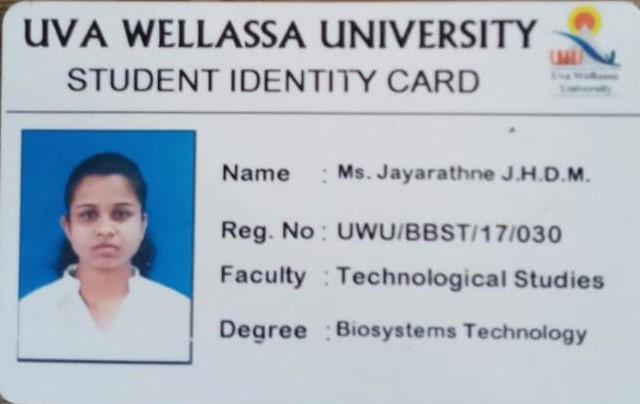 UVA WELLASSA UNIVERSITY
STUDENT IDENTITY CARD
Uva Wellassa
University
Name : Ms. Jayarathne J.H.D.M.
Reg. No : UWU/BBST/17/030
Faculty : Technological Studies
Degree : Biosystems Technology